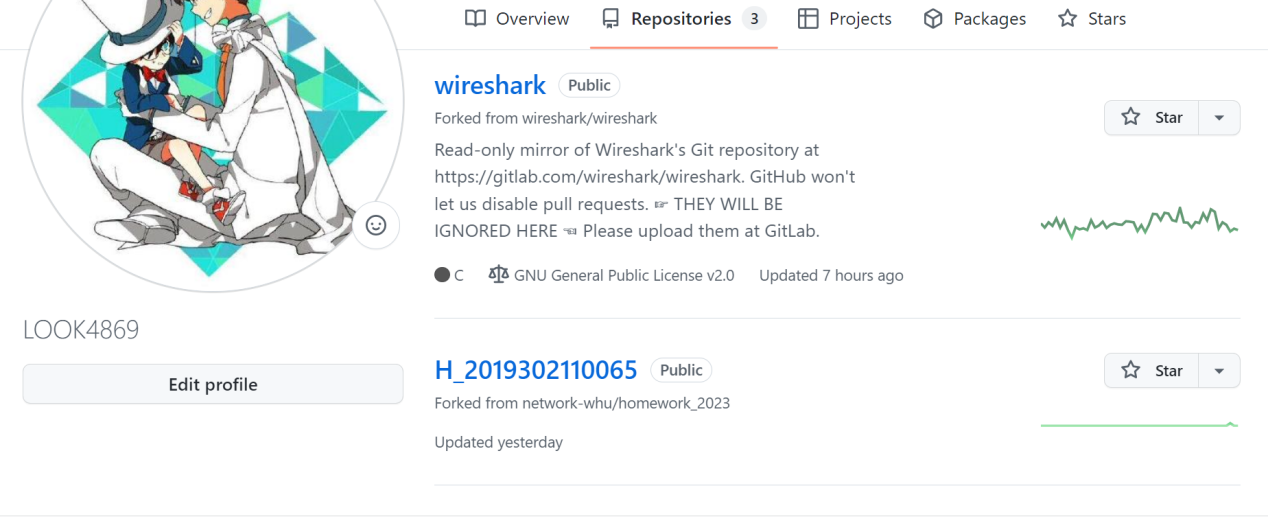 Overview Repositories 3 Projects Packages Stars
wireshark Public
Forked from wireshark/wireshark
Star
Read-only mirror of Wireshark's Git repository at
https://gitlab.com/wireshark/wireshark. GitHub won't
let us disable pull requests. ☞ THEY WILL BE
IGNORED HERE ☜ Please upload them at GitLab.
C GNU General Public License v2.0 Updated 7 hours ago
LOOK4869
Edit profile
H_2019302110065 Public
Star
Forked from network-whu/homework_2023
Updated yesterday